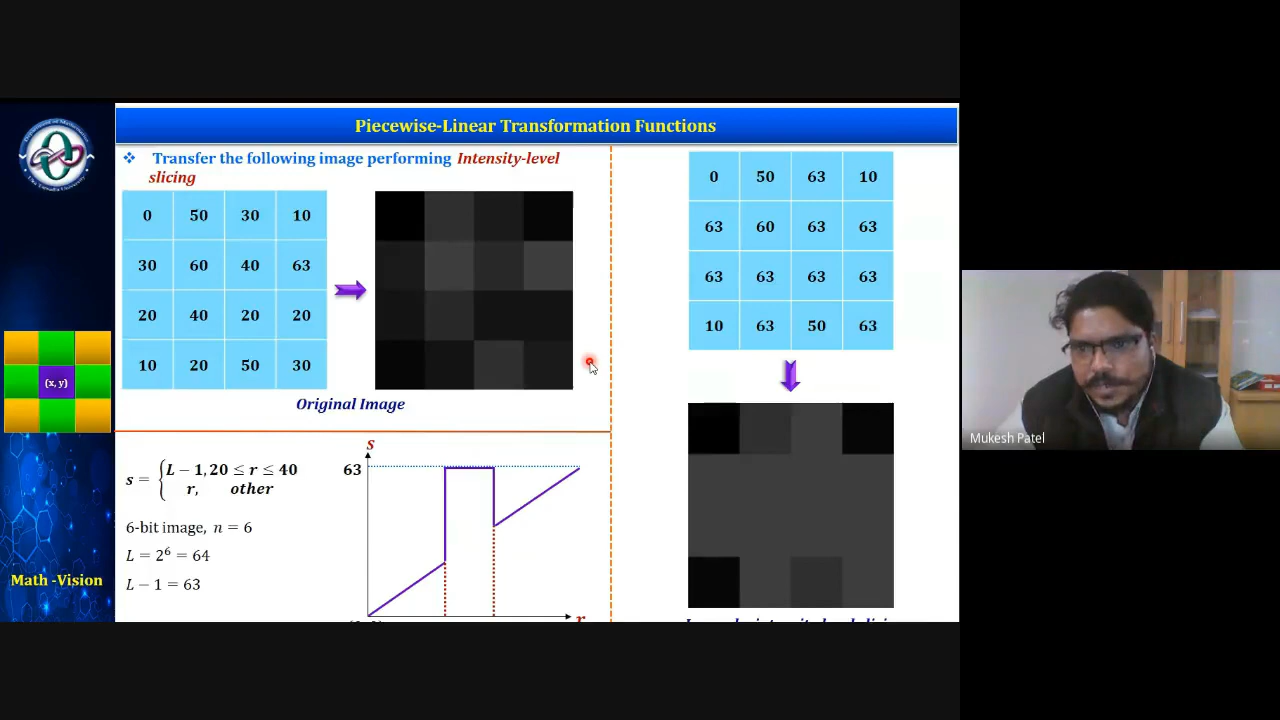 Piecewise-Linear Transformation Functions
❖ Transfer the following image performing Intensity-level
slicing
0 50 30 10
30 60 40 63
20 40 20 20
10 20 50 30
Original Image
s = { L − 1, 20 ≤ r ≤ 40
r, other
6-bit image, n = 6
L = 2⁶ = 64
L − 1 = 63
s
63
r
0 50 63 10
63 60 63 63
63 63 63 63
10 63 50 63
(x, y)
Math -Vision
Mukesh Patel